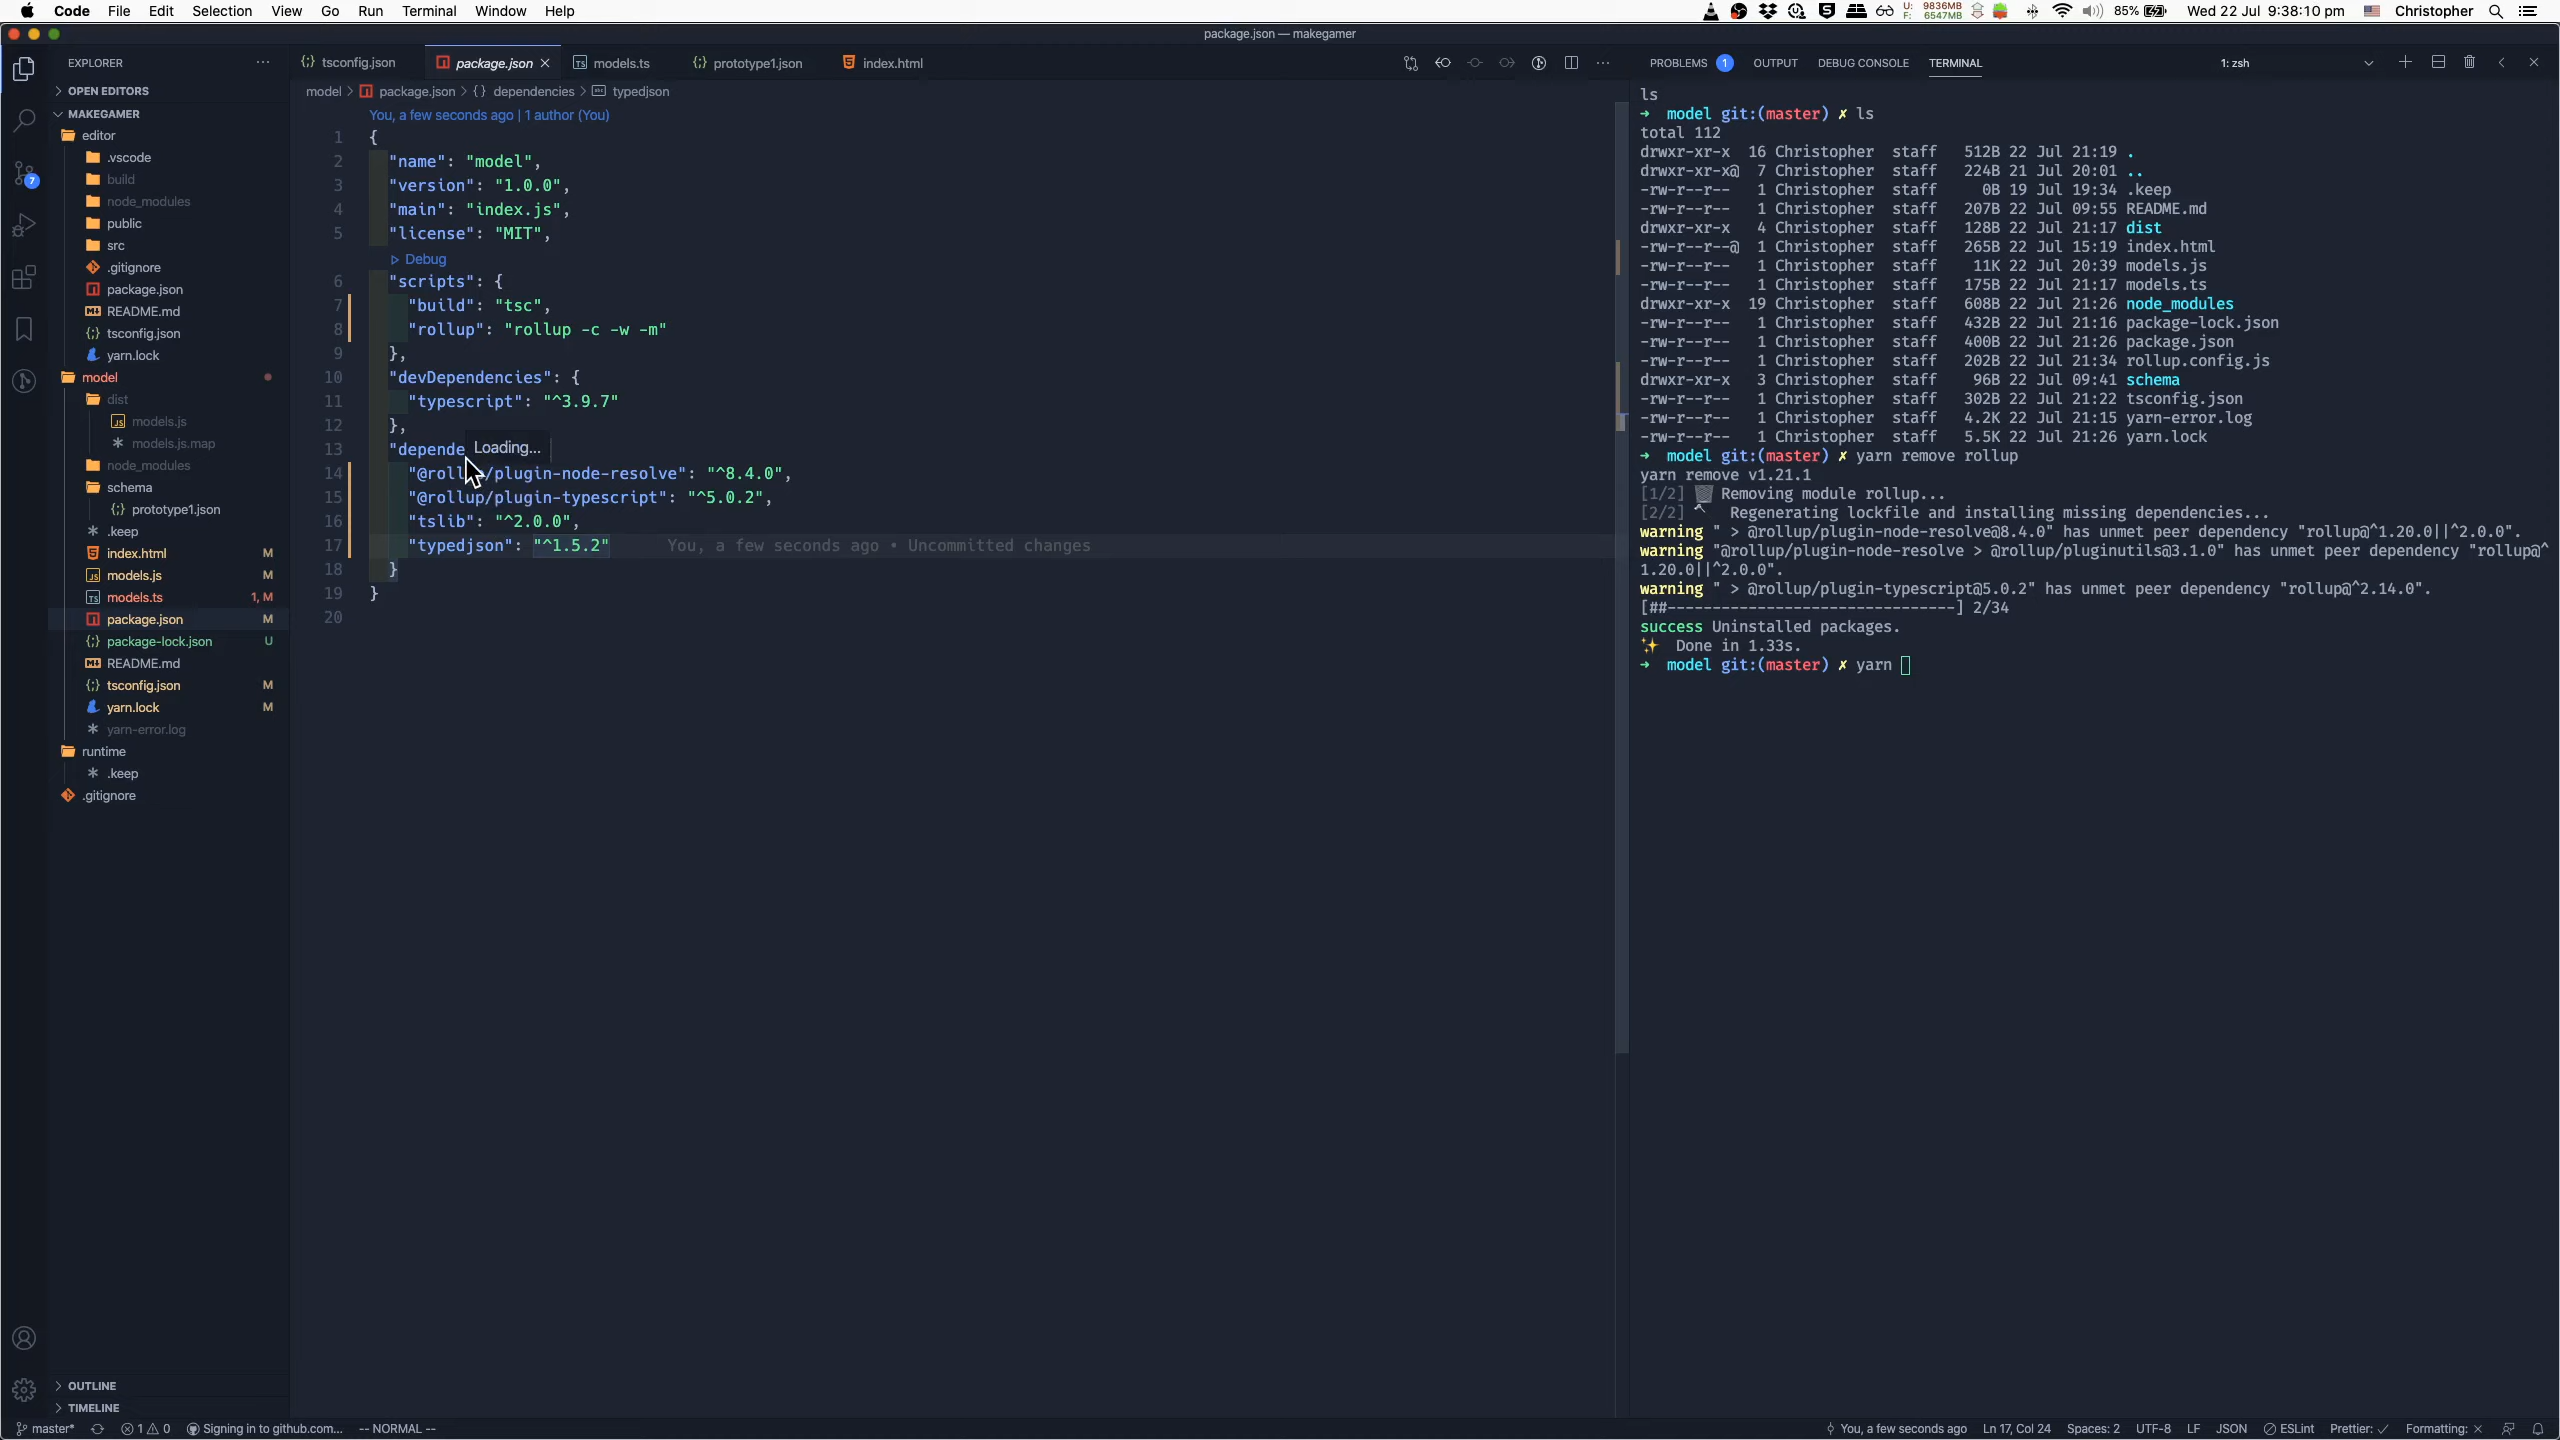 Code File Edit Selection View Go Run Terminal Window Help
U: 9836MB
F: 6547MB
85% Wed 22 Jul 9:38:10 pm Christopher
package.json — makegamer
EXPLORER
OPEN EDITORS
MAKEGAMER
editor
.vscode
build
node_modules
public
src
.gitignore
package.json
README.md
tsconfig.json
yarn.lock
model
dist
models.js
models.js.map
node_modules
schema
prototype1.json
.keep
index.html M
models.js M
models.ts 1, M
package.json M
package-lock.json U
README.md
tsconfig.json M
yarn.lock M
yarn-error.log
runtime
.keep
.gitignore
OUTLINE
TIMELINE
7
tsconfig.json package.json models.ts prototype1.json index.html
model > package.json > {} dependencies > typedjson
You, a few seconds ago | 1 author (You)
1 {
2 "name": "model",
3 "version": "1.0.0",
4 "main": "index.js",
5 "license": "MIT",
Debug
6 "scripts": {
7 "build": "tsc",
8 "rollup": "rollup -c -w -m"
9 },
10 "devDependencies": {
11 "typescript": "^3.9.7"
12 },
13 "depende Loading...
14 "@rollup/plugin-node-resolve": "^8.4.0",
15 "@rollup/plugin-typescript": "^5.0.2",
16 "tslib": "^2.0.0",
17 "typedjson": "^1.5.2" You, a few seconds ago • Uncommitted changes
18 }
19 }
20
PROBLEMS 1 OUTPUT DEBUG CONSOLE TERMINAL 1: zsh
ls
→ model git:(master) ✗ ls
total 112
drwxr-xr-x 16 Christopher staff 512B 22 Jul 21:19 .
drwxr-xr-x@ 7 Christopher staff 224B 21 Jul 20:01 ..
-rw-r--r-- 1 Christopher staff 0B 19 Jul 19:34 .keep
-rw-r--r-- 1 Christopher staff 207B 22 Jul 09:55 README.md
drwxr-xr-x 4 Christopher staff 128B 22 Jul 21:17 dist
-rw-r--r--@ 1 Christopher staff 265B 22 Jul 15:19 index.html
-rw-r--r-- 1 Christopher staff 11K 22 Jul 20:39 models.js
-rw-r--r-- 1 Christopher staff 175B 22 Jul 21:17 models.ts
drwxr-xr-x 19 Christopher staff 608B 22 Jul 21:26 node_modules
-rw-r--r-- 1 Christopher staff 432B 22 Jul 21:16 package-lock.json
-rw-r--r-- 1 Christopher staff 400B 22 Jul 21:26 package.json
-rw-r--r-- 1 Christopher staff 202B 22 Jul 21:34 rollup.config.js
drwxr-xr-x 3 Christopher staff 96B 22 Jul 09:41 schema
-rw-r--r-- 1 Christopher staff 302B 22 Jul 21:22 tsconfig.json
-rw-r--r-- 1 Christopher staff 4.2K 22 Jul 21:15 yarn-error.log
-rw-r--r-- 1 Christopher staff 5.5K 22 Jul 21:26 yarn.lock
→ model git:(master) ✗ yarn remove rollup
yarn remove v1.21.1
[1/2] 🗑 Removing module rollup...
[2/2] 🔨 Regenerating lockfile and installing missing dependencies...
warning " > @rollup/plugin-node-resolve@8.4.0" has unmet peer dependency "rollup@^1.20.0||^2.0.0".
warning "@rollup/plugin-node-resolve > @rollup/pluginutils@3.1.0" has unmet peer dependency "rollup@^
1.20.0||^2.0.0".
warning " > @rollup/plugin-typescript@5.0.2" has unmet peer dependency "rollup@^2.14.0".
[##--------------------------------] 2/34
success Uninstalled packages.
✨ Done in 1.33s.
→ model git:(master) ✗ yarn
master* 1 0 Signing in to github.com... -- NORMAL -- You, a few seconds ago Ln 17, Col 24 Spaces: 2 UTF-8 LF JSON ESLint Prettier: ✓ Formatting: ×